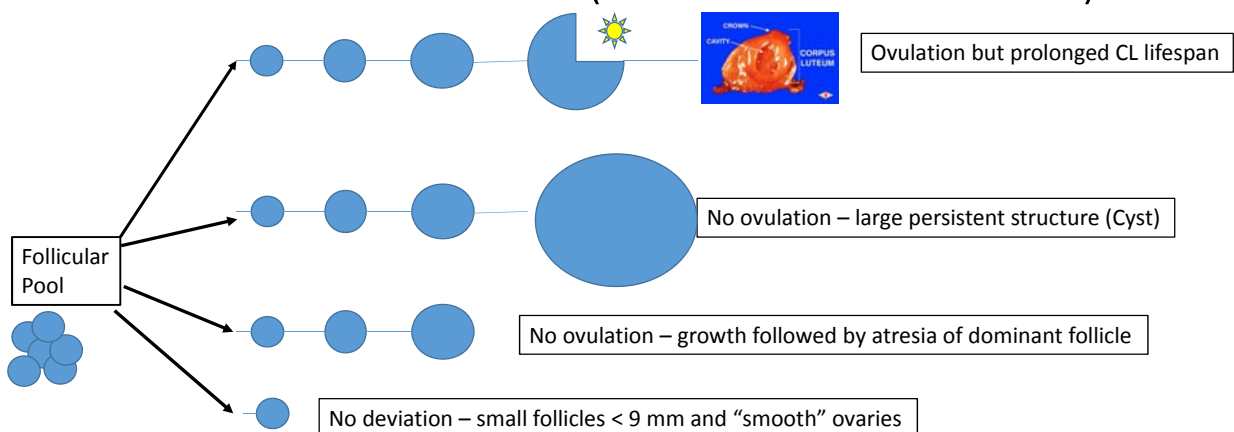 CROWN
CAVITY
CORPUS
LUTEUM
Ovulation but prolonged CL lifespan
No ovulation – large persistent structure (Cyst)
Follicular
Pool
No ovulation – growth followed by atresia of dominant follicle
No deviation – small follicles < 9 mm and “smooth” ovaries